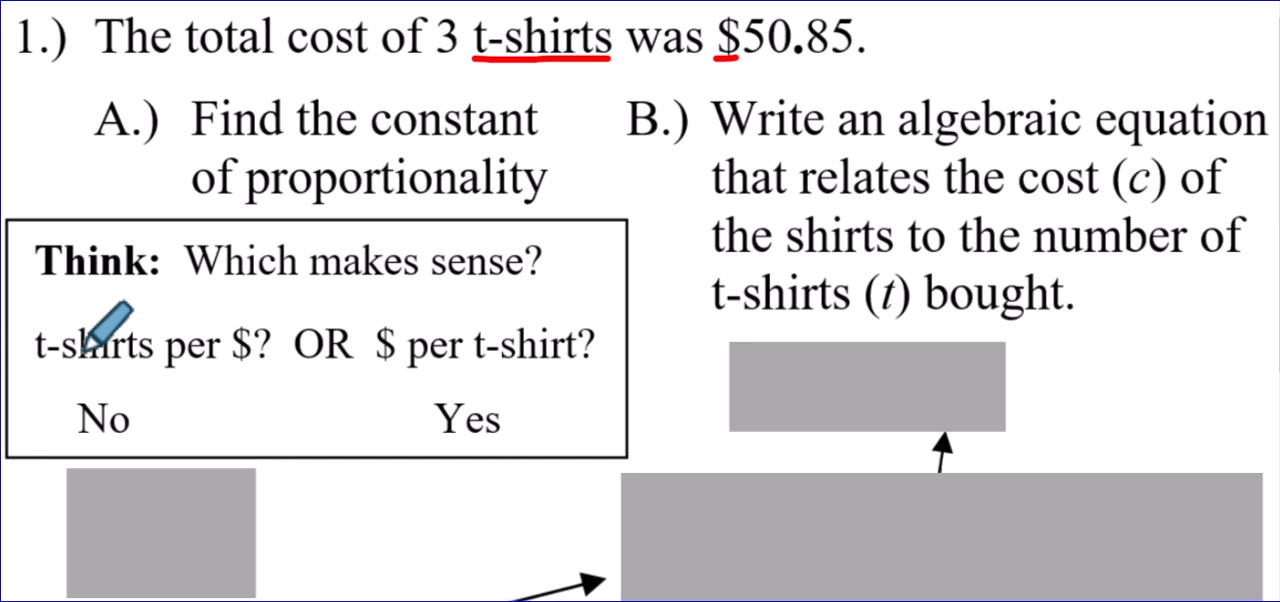 1.) The total cost of 3 t-shirts was $50.85.
A.) Find the constant
of proportionality
Think: Which makes sense?
t-shirts per $? OR $ per t-shirt?
No Yes
B.) Write an algebraic equation
that relates the cost (c) of
the shirts to the number of
t-shirts (t) bought.